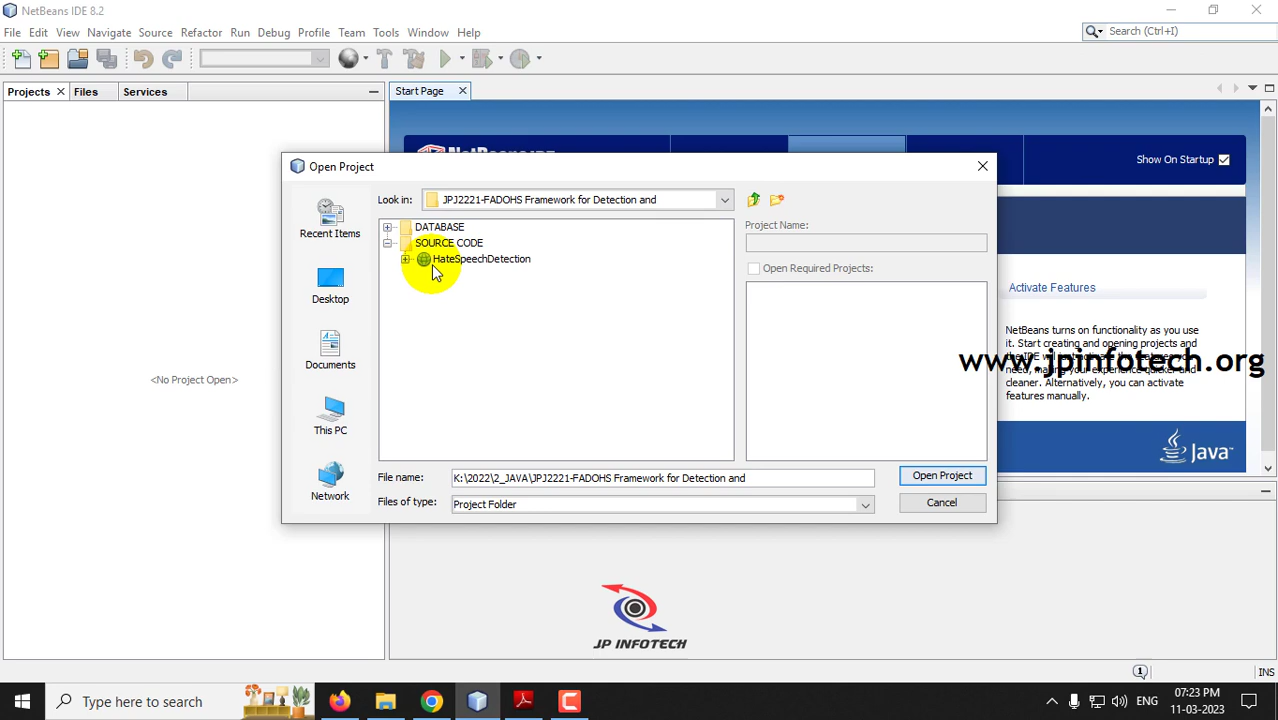 NetBeans IDE 8.2
File Edit View Navigate Source Refactor Run Debug Profile Team Tools Window Help
Search (Ctrl+I)
Projects Files Services
Start Page
<No Project Open>
Show On Startup
Open Project
Look in: JPJ2221-FADOHS Framework for Detection and
Recent Items
Desktop
Documents
This PC
Network
DATABASE
SOURCE CODE
HateSpeechDetection
Project Name:
Open Required Projects:
File name: K:\2022\2_JAVA\JPJ2221-FADOHS Framework for Detection and
Files of type: Project Folder
Open Project
Cancel
Activate Features
NetBeans turns on functionality as you
use it. Start creating and opening projects and
cleaner. Alternatively, you can activate
features manually.
www.jpinfotech.org
Java
JP INFOTECH
1
INS
Type here to search
ENG
07:23 PM
11-03-2023